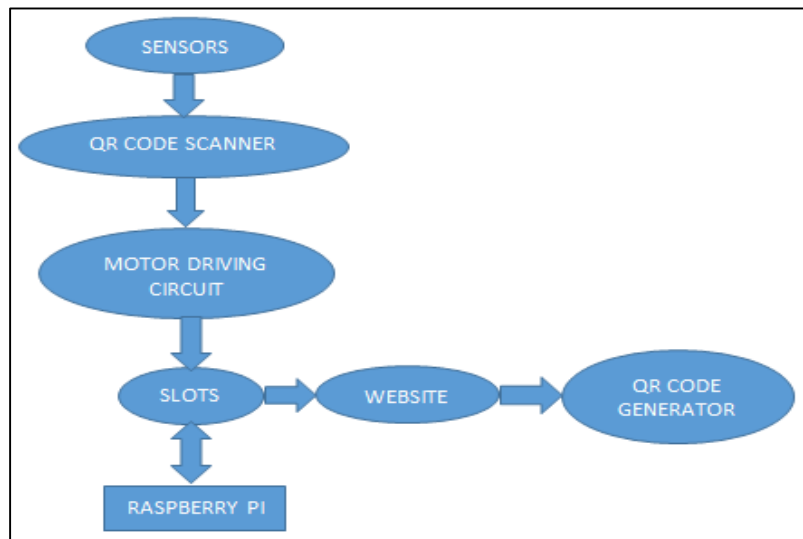 SENSORS
QR CODE SCANNER
MOTOR DRIVING
CIRCUIT
SLOTS
WEBSITE
QR CODE
GENERATOR
RASPBERRY PI